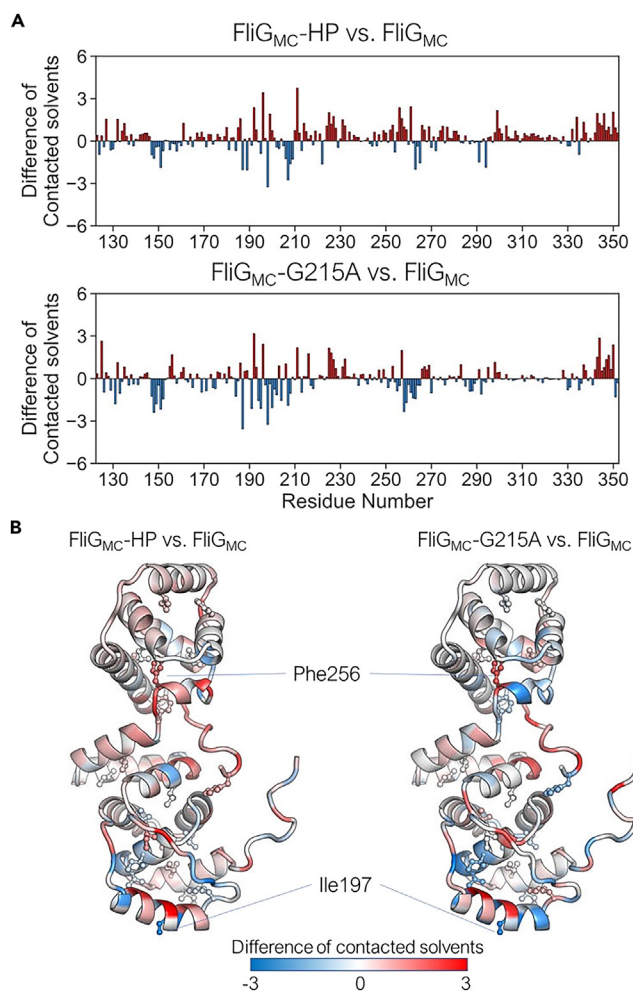 A
FliGMC-HP vs. FliGMC
Difference of
Contacted solvents
6
3
0
−3
−6
130 150 170 190 210 230 250 270 290 310 330 350
FliGMC-G215A vs. FliGMC
Difference of
Contacted solvents
6
3
0
−3
−6
130 150 170 190 210 230 250 270 290 310 330 350
Residue Number
B
FliGMC-HP vs. FliGMC
FliGMC-G215A vs. FliGMC
Phe256
Ile197
Difference of contacted solvents
-3 0 3